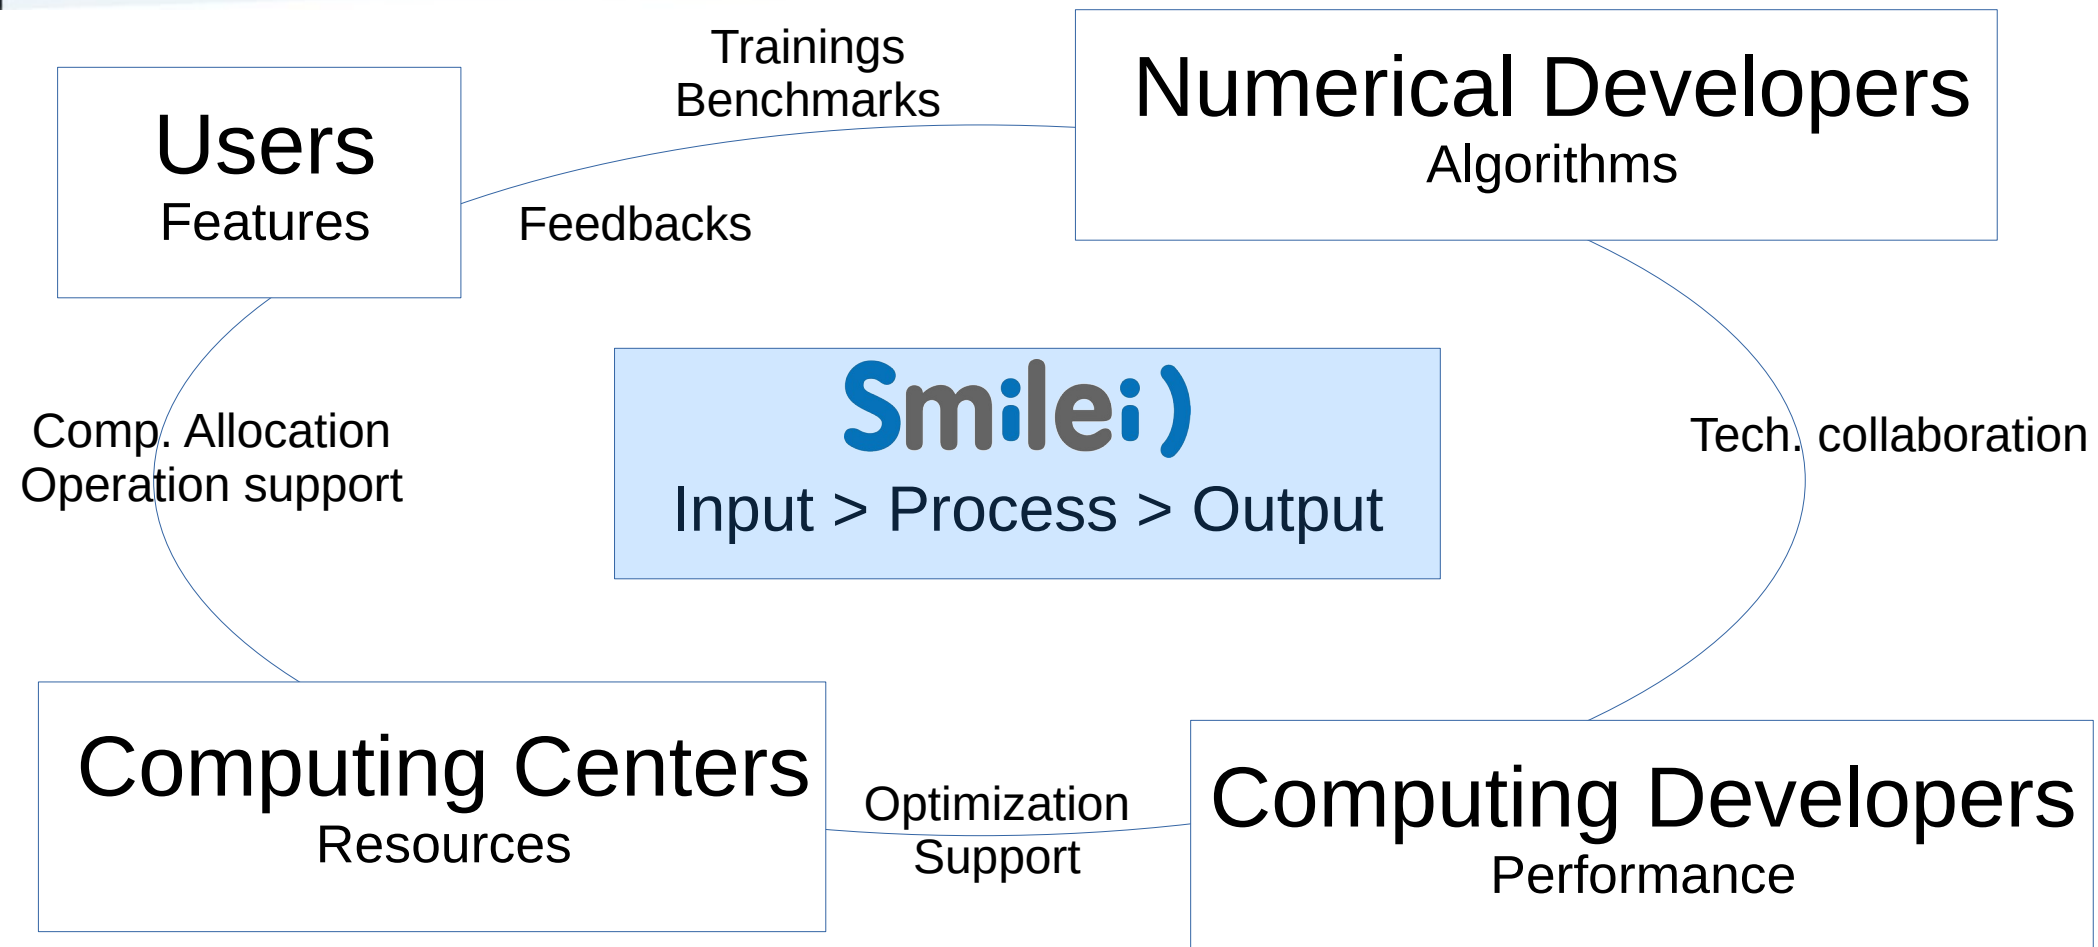 Trainings
Benchmarks
Numerical Developers
Algorithms
Users
Features
Feedbacks
Smilei)
Input > Process > Output
Comp. Allocation
Operation support
Tech. collaboration
Computing Centers
Resources
Optimization
Support
Computing Developers
Performance